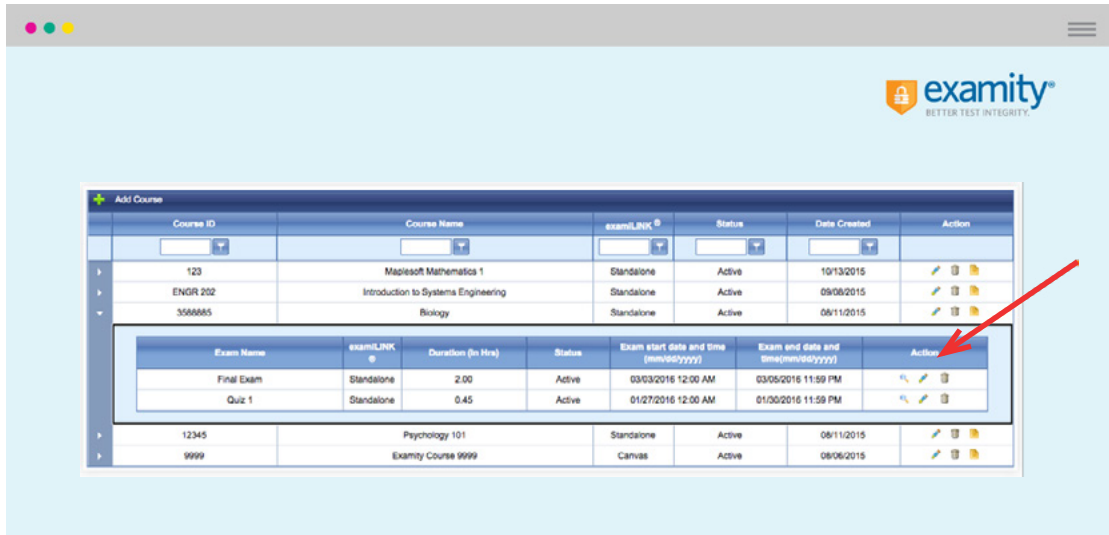 examity®
BETTER TEST INTEGRITY.
Add Course
Course ID Course Name examiLINK ® Status Date Created Action
123 Maplesoft Mathematics 1 Standalone Active 10/13/2015
ENGR 202 Introduction to Systems Engineering Standalone Active 09/08/2015
3588885 Biology Standalone Active 08/11/2015
Exam Name examiLINK ® Duration (In Hrs) Status Exam start date and time (mm/dd/yyyy) Exam end date and time(mm/dd/yyyy) Action
Final Exam Standalone 2.00 Active 03/03/2016 12:00 AM 03/05/2016 11:59 PM
Quiz 1 Standalone 0.45 Active 01/27/2016 12:00 AM 01/30/2016 11:59 PM
12345 Psychology 101 Standalone Active 08/11/2015
9999 Examity Course 9999 Canvas Active 08/06/2015